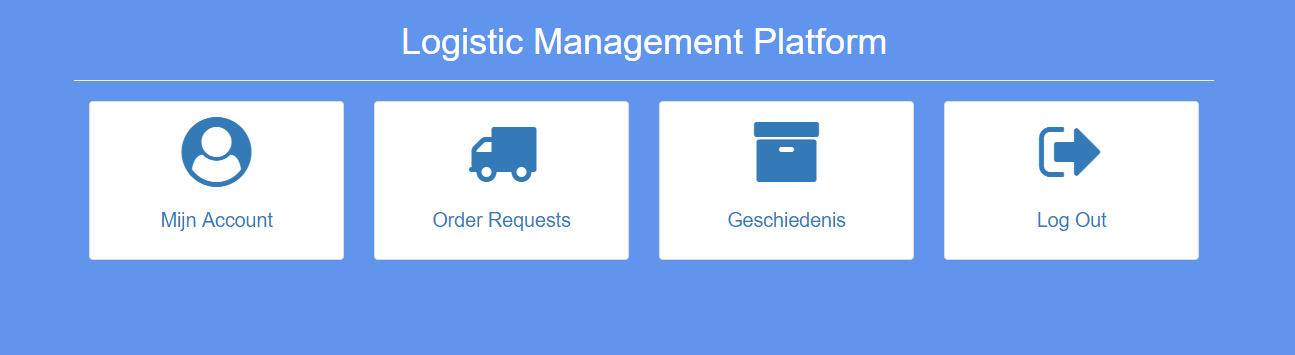 Logistic Management Platform
Mijn Account
Order Requests
Geschiedenis
Log Out